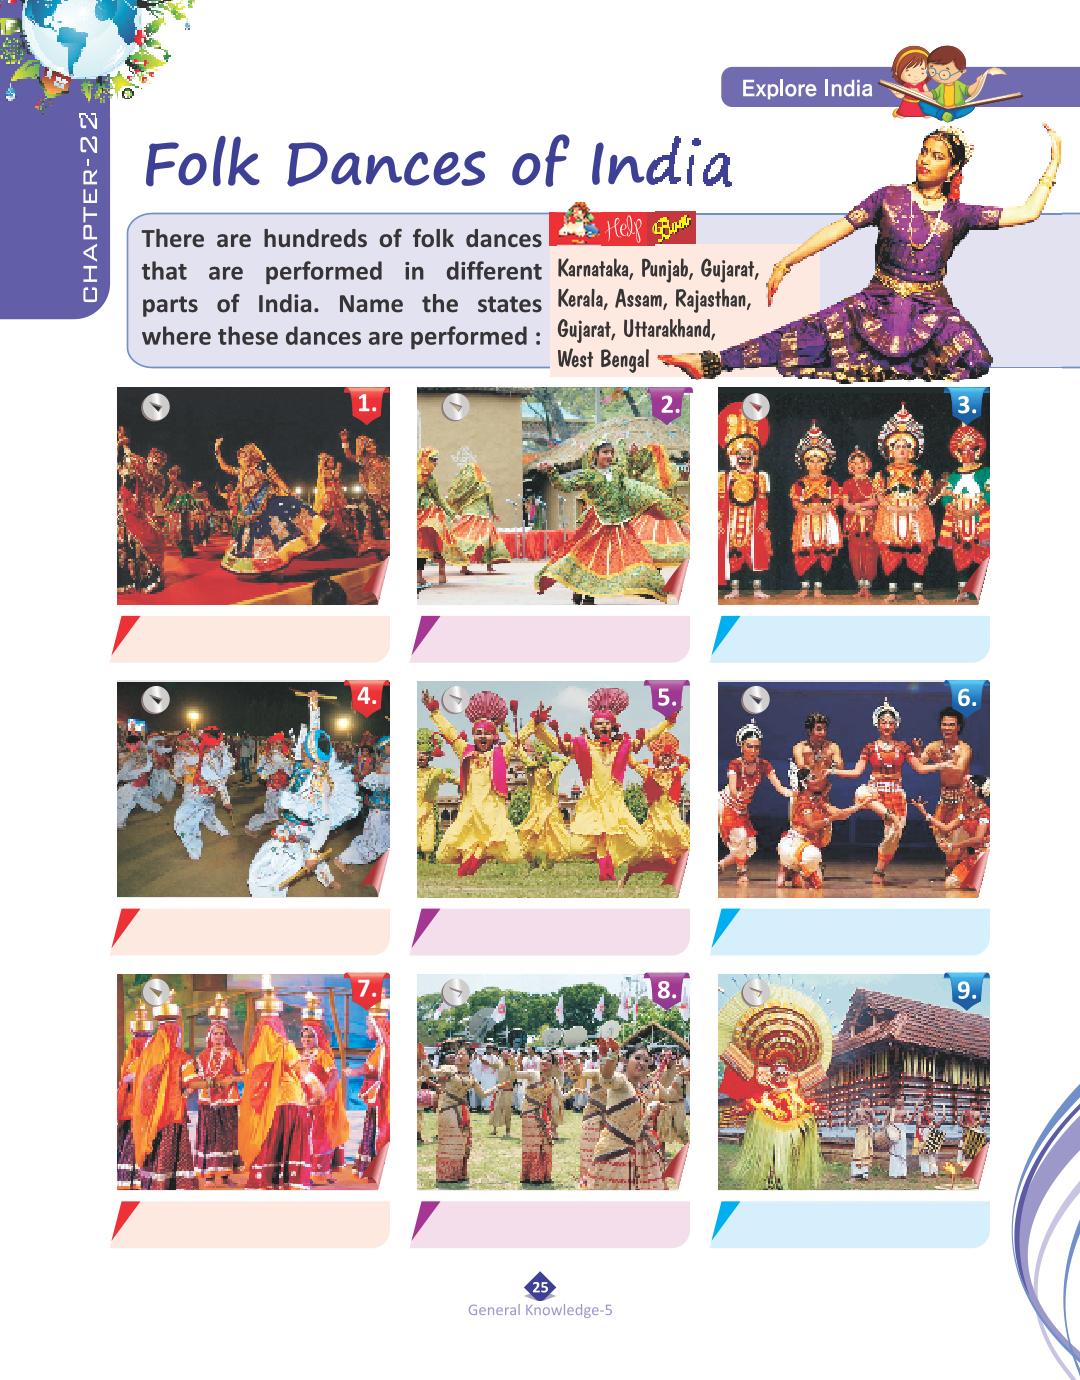 Explore India
CHAPTER-22
Folk Dances of India
There are hundreds of folk dances
that are performed in different
parts of India. Name the states
where these dances are performed :
Help Box
Karnataka, Punjab, Gujarat,
Kerala, Assam, Rajasthan,
Gujarat, Uttarakhand,
West Bengal
1.
2.
3.
4.
5.
6.
7.
8.
9.
25
General Knowledge-5